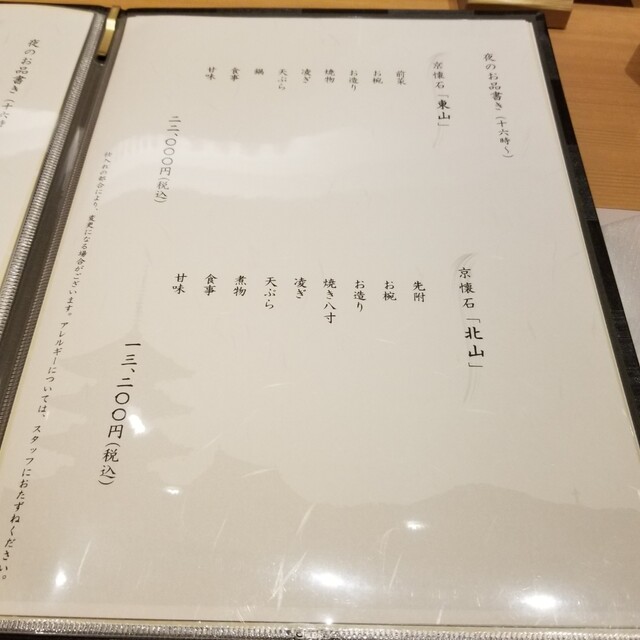 夜のお品書き（十六時～）
京懐石「東山」
前菜
お椀
お造り
焼物
凌ぎ
天ぷら
鍋
食事
甘味
二二、〇〇〇円（税込）
京懐石「北山」
先附
お椀
お造り
焼き八寸
凌ぎ
天ぷら
煮物
食事
甘味
一三、二〇〇円（税込）
仕入れの都合により、変更になる場合がございます。アレルギーについては、スタッフにおたずねください。
夜のお品書き（十六時